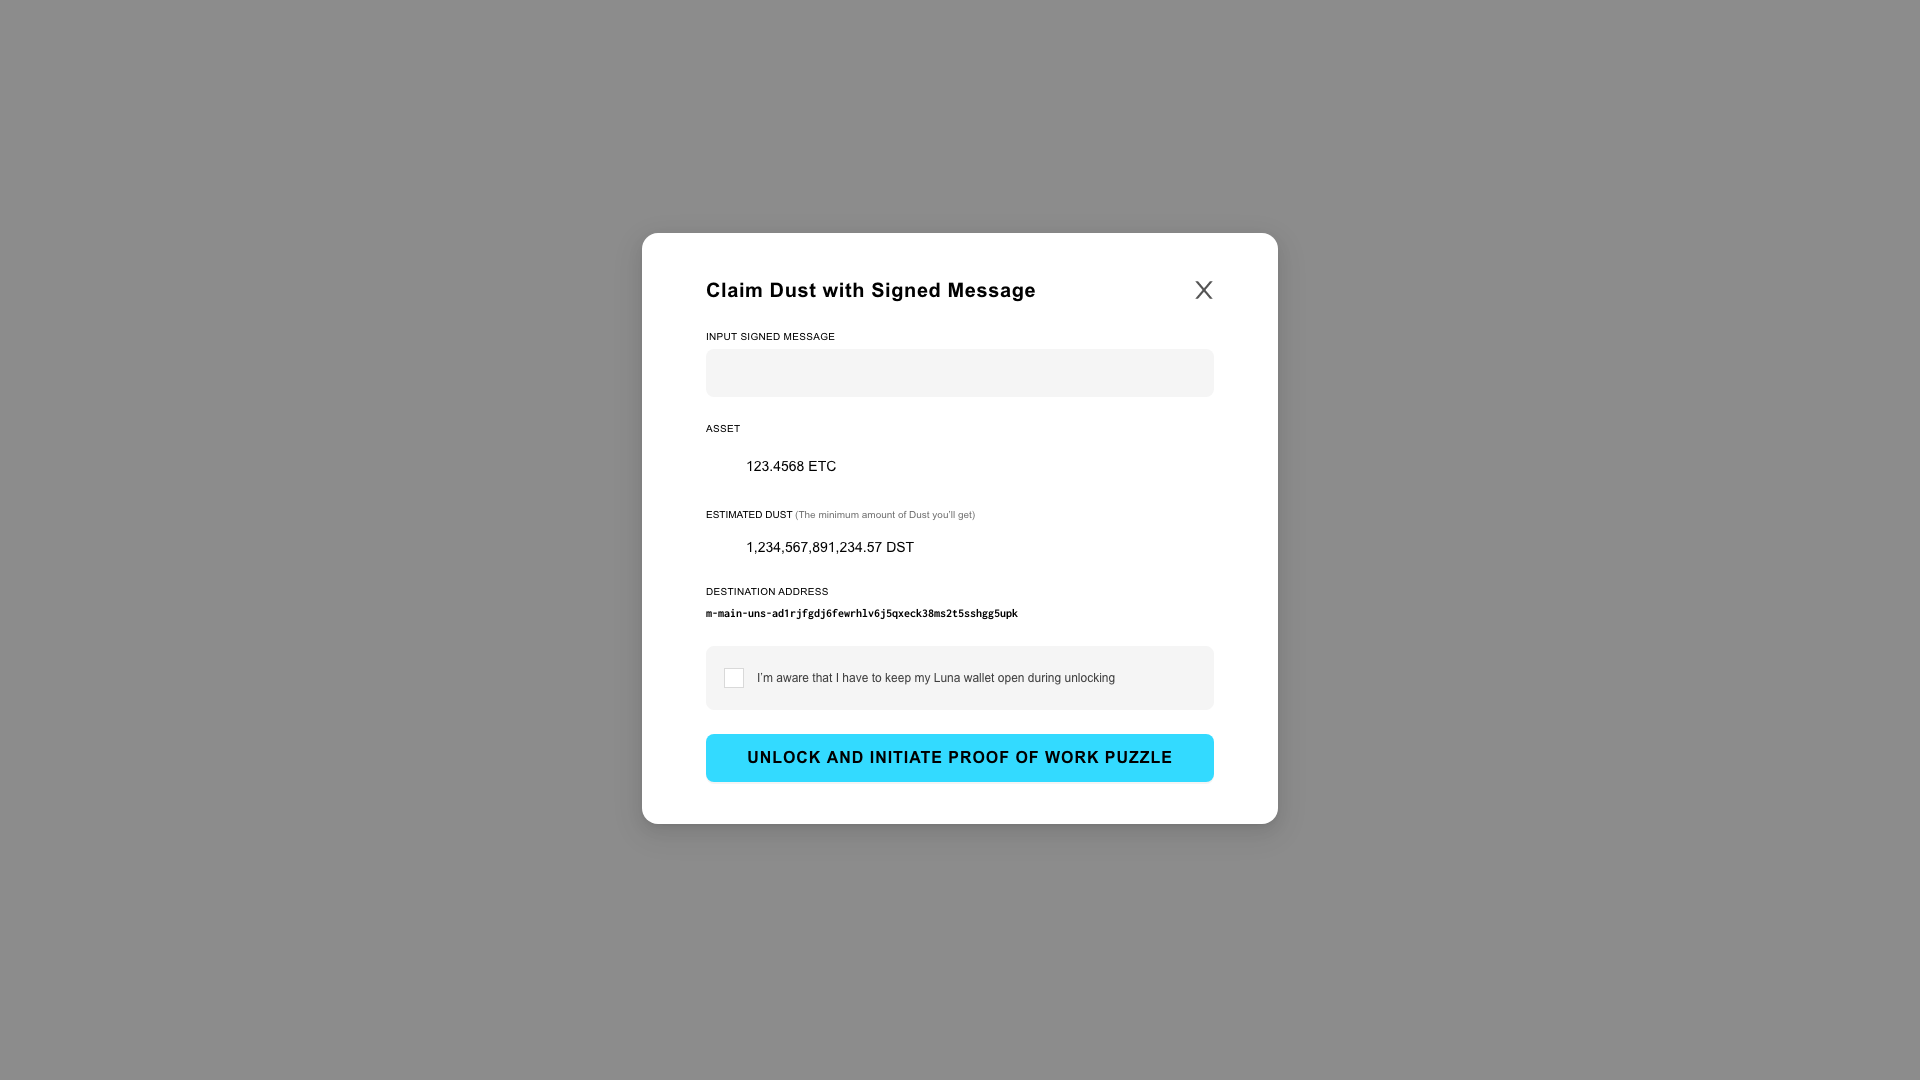 Claim Dust with Signed Message
X
INPUT SIGNED MESSAGE
ASSET
123.4568 ETC
ESTIMATED DUST (The minimum amount of Dust you'll get)
1,234,567,891,234.57 DST
DESTINATION ADDRESS
m-main-uns-ad1rjfgdj6fewrhlv6j5qxeck38ms2t5sshgg5upk
I'm aware that I have to keep my Luna wallet open during unlocking
UNLOCK AND INITIATE PROOF OF WORK PUZZLE